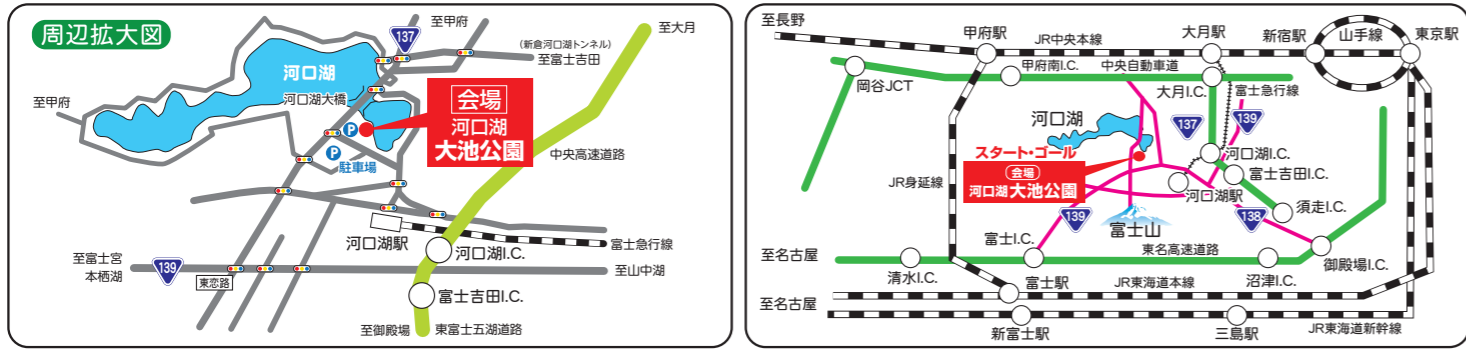 周辺拡大図
至甲府
137
(新倉河口湖トンネル)
至富士吉田
至大月
河口湖
河口湖大橋
至甲府
会場
河口湖
大池公園
P
P
駐車場
中央高速道路
河口湖駅
河口湖I.C.
富士急行線
至富士宮
本栖湖
139
東恋路
至山中湖
富士吉田I.C.
至御殿場
東富士五湖道路
至長野
甲府駅
JR中央本線
大月駅
新宿駅
山手線
東京駅
岡谷JCT
甲府南I.C.
中央自動車道
大月I.C.
富士急行線
137
139
河口湖
スタート・ゴール
会場
河口湖 大池公園
河口湖I.C.
富士吉田I.C.
河口湖駅
須走I.C.
JR身延線
139
富士山
138
富士I.C.
東名高速道路
至名古屋
清水I.C.
沼津I.C.
御殿場I.C.
富士駅
JR東海道本線
至名古屋
新富士駅
三島駅
JR東海道新幹線